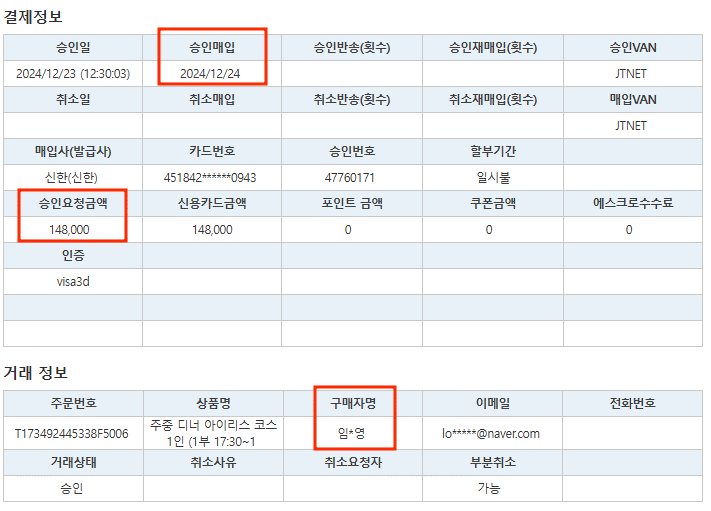 결제정보
승인일 승인매입 승인반송(횟수) 승인재매입(횟수) 승인VAN
2024/12/23 (12:30:03) 2024/12/24 JTNET
취소일 취소매입 취소반송(횟수) 취소재매입(횟수) 매입VAN
JTNET
매입사(발급사) 카드번호 승인번호 할부기간
신한(신한) 451842******0943 47760171 일시불
승인요청금액 신용카드금액 포인트 금액 쿠폰금액 에스크로수수료
148,000 148,000 0 0 0
인증
visa3d
거래 정보
주문번호 상품명 구매자명 이메일 전화번호
T173492445338F5006 주중 디너 아이리스 코스 임*영 lo*****@naver.com
1인 (1부 17:30~1
거래상태 취소사유 취소요청자 부분취소
승인 가능